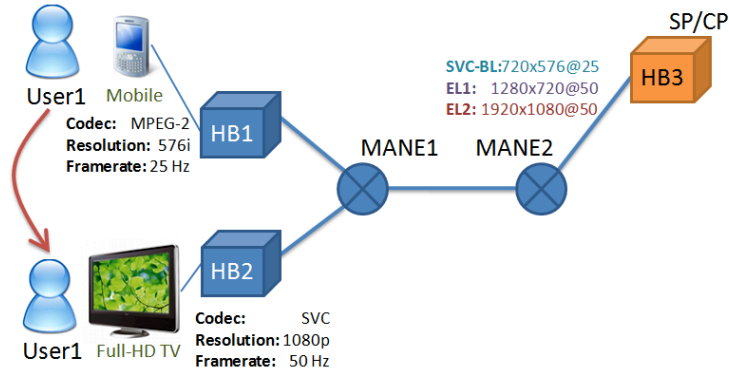 SP/CP
SVC-BL:720x576@25
EL1: 1280x720@50
EL2: 1920x1080@50
HB3
User1 Mobile
Codec: MPEG-2
Resolution: 576i
Framerate: 25 Hz
HB1
MANE1 MANE2
HB2
User1 Full-HD TV
Codec: SVC
Resolution: 1080p
Framerate: 50 Hz